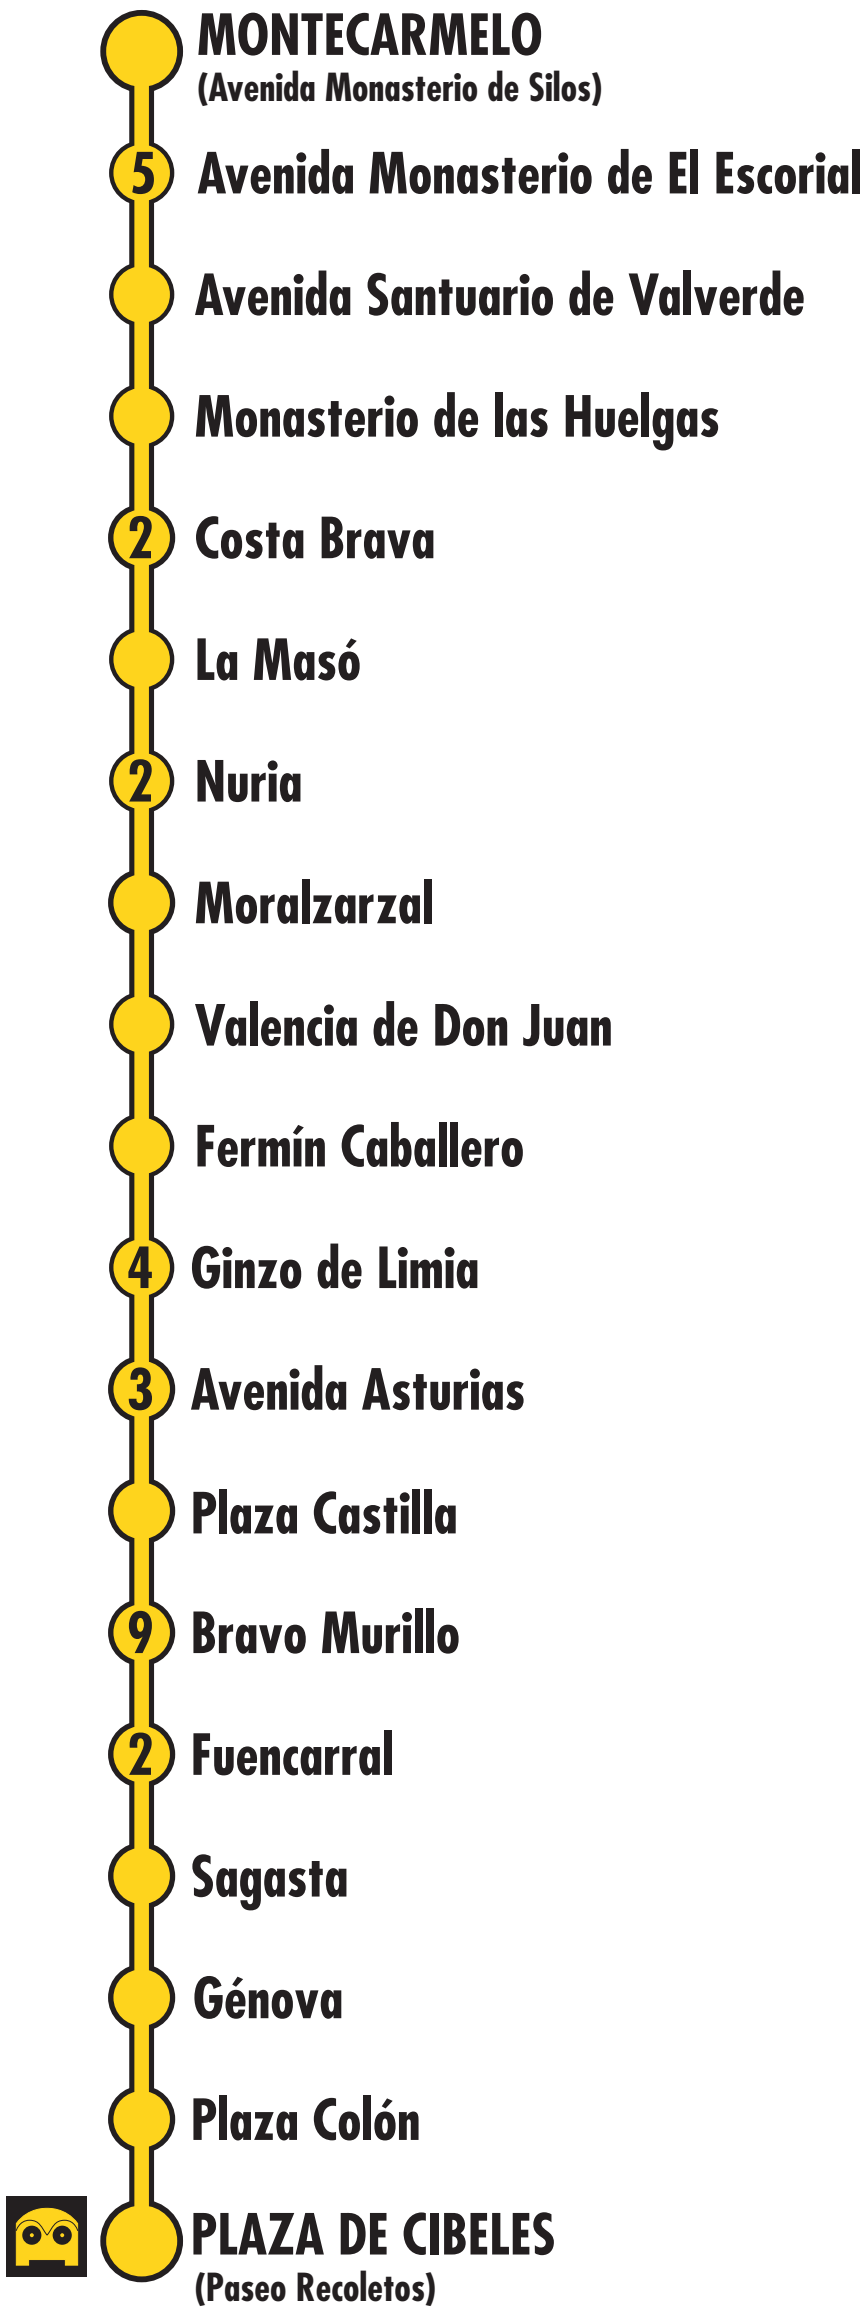 MONTECARMELO
(Avenida Monasterio de Silos)
5 Avenida Monasterio de El Escorial
Avenida Santuario de Valverde
Monasterio de las Huelgas
2 Costa Brava
La Masó
2 Nuria
Moralzarzal
Valencia de Don Juan
Fermín Caballero
4 Ginzo de Limia
3 Avenida Asturias
Plaza Castilla
9 Bravo Murillo
2 Fuencarral
Sagasta
Génova
Plaza Colón
PLAZA DE CIBELES
(Paseo Recoletos)